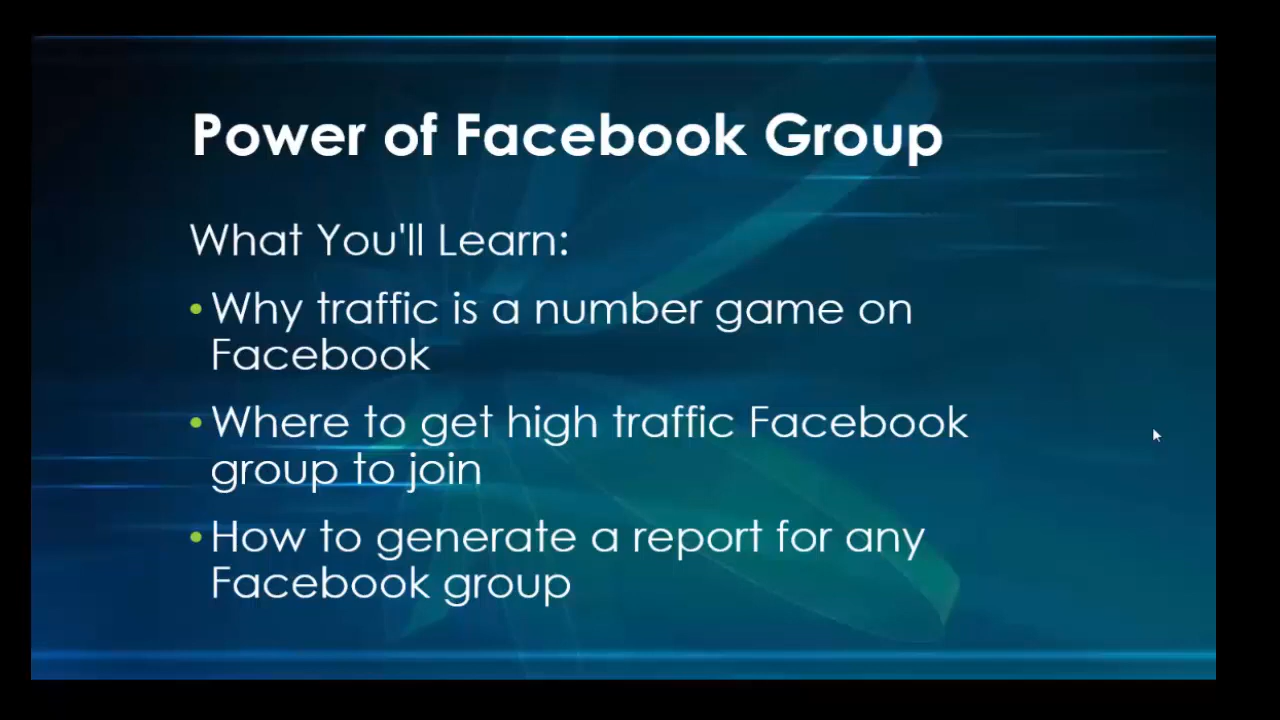 Power of Facebook Group
What You'll Learn:
• Why traffic is a number game on
Facebook
• Where to get high traffic Facebook
group to join
• How to generate a report for any
Facebook group